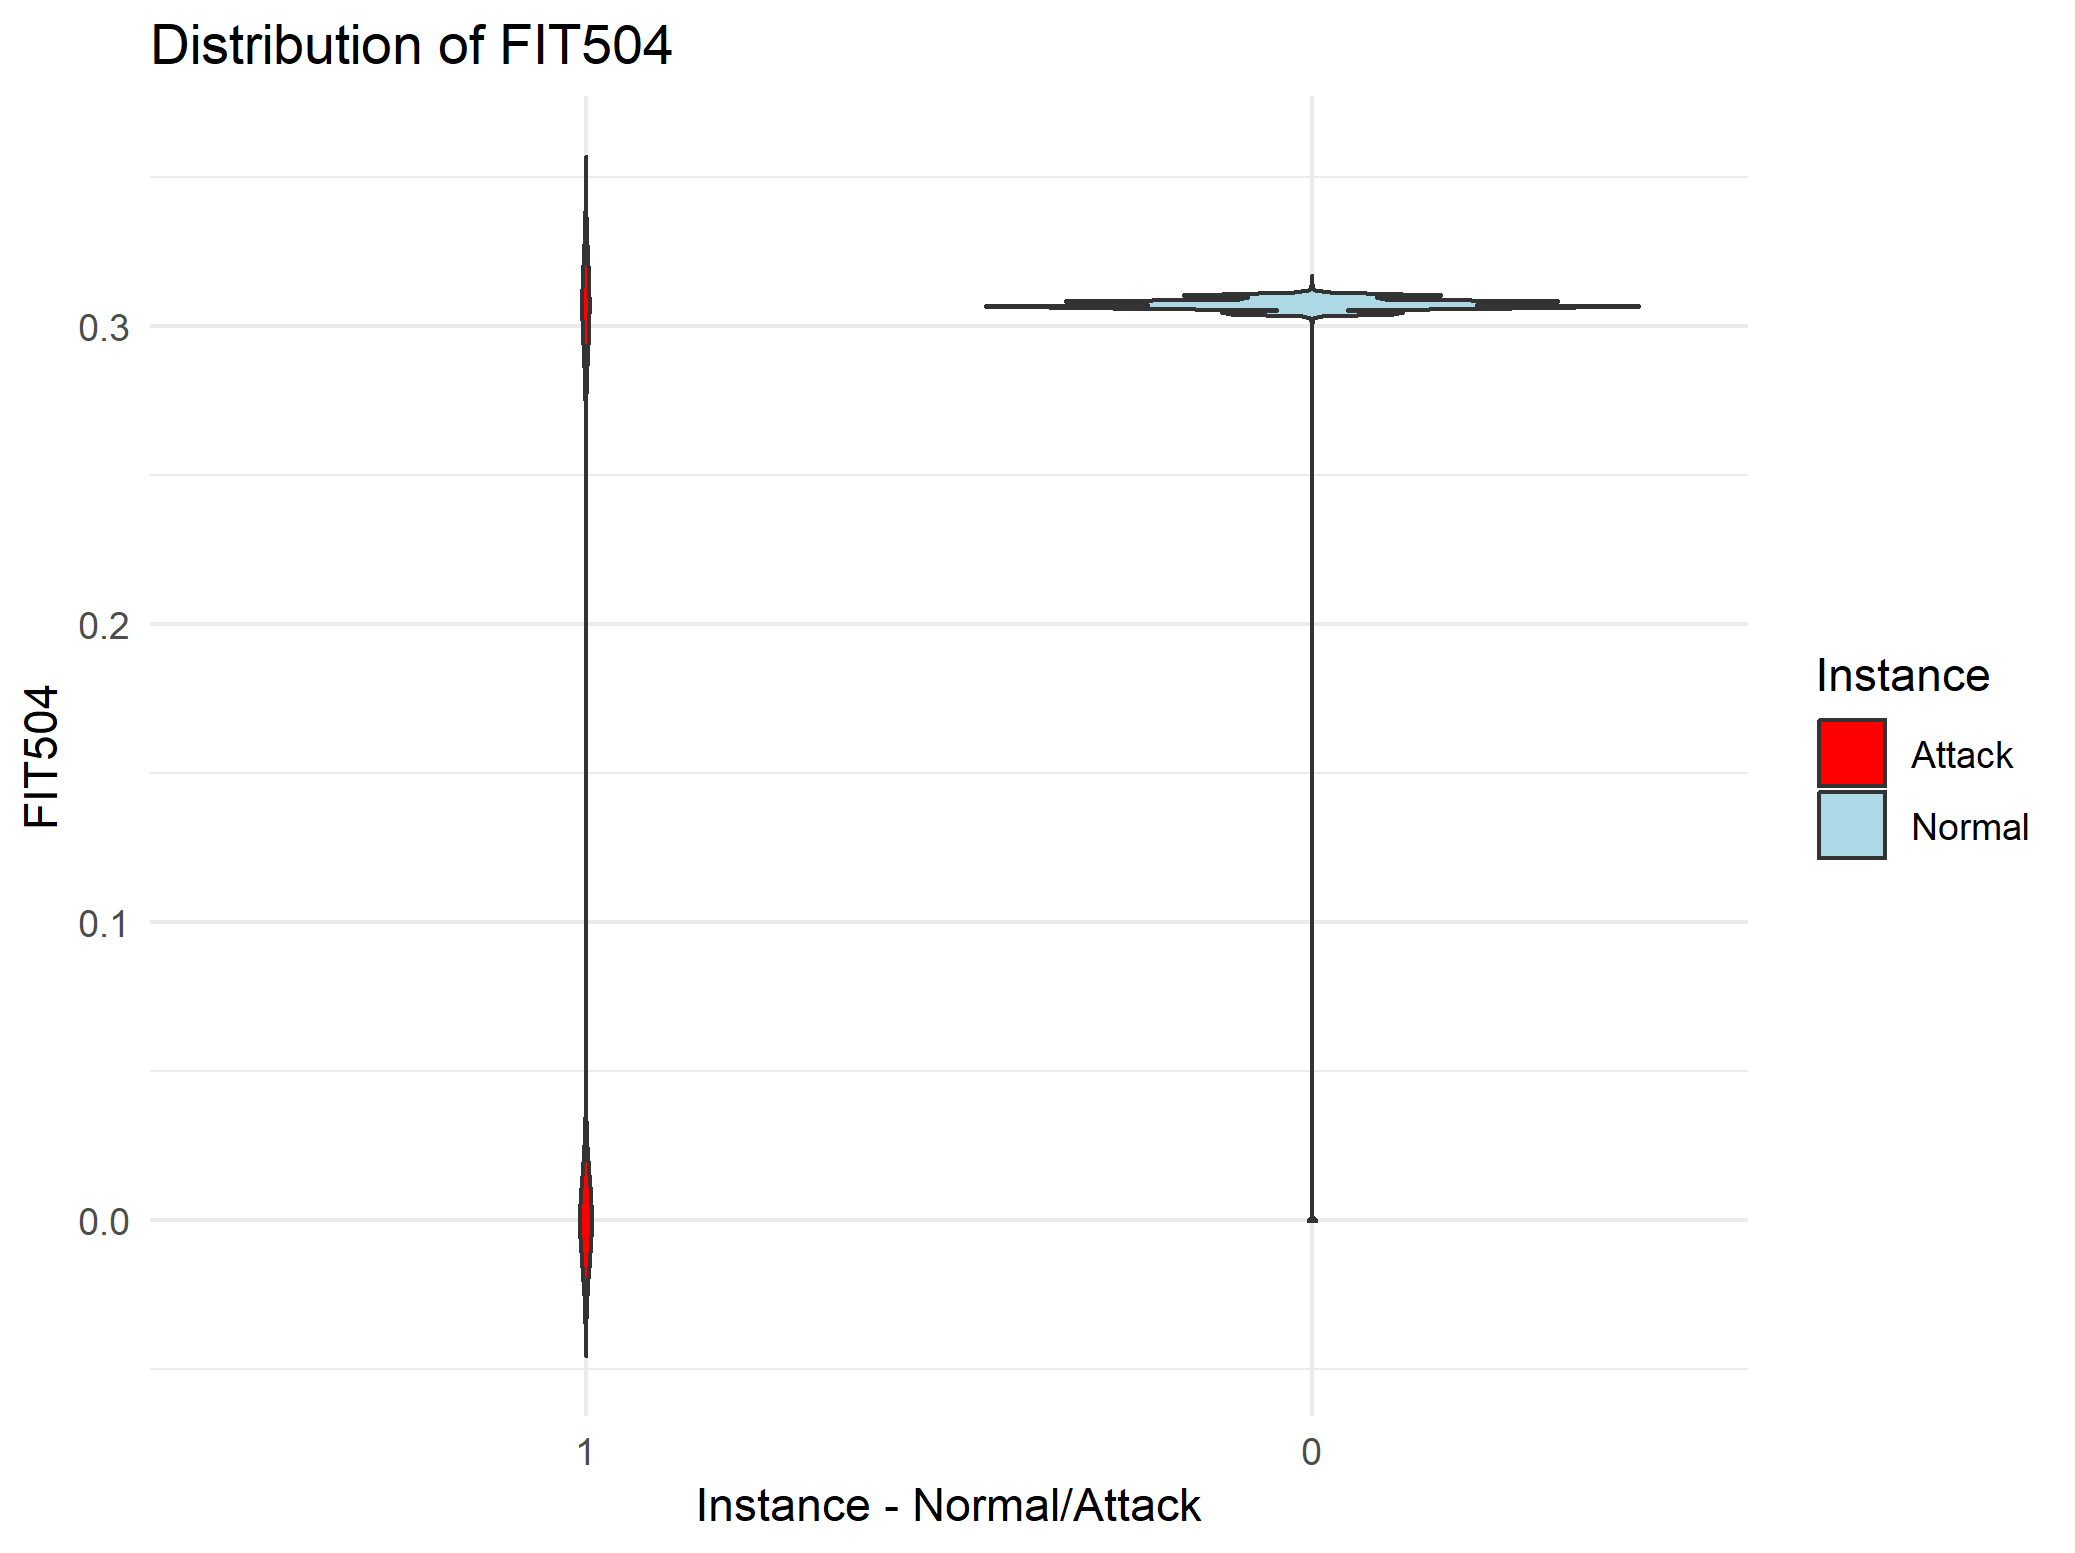 Distribution of FIT504
FIT504
0.3
0.2
0.1
0.0
1
0
Instance - Normal/Attack
Instance
Attack
Normal